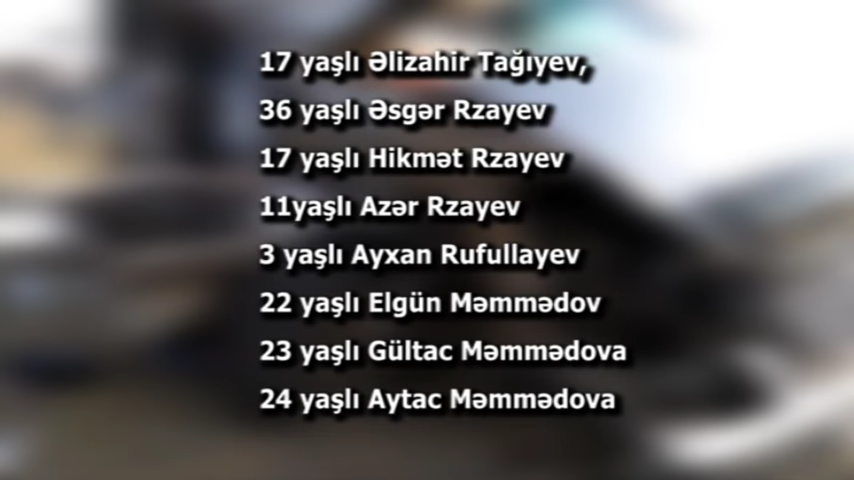 17 yaşlı Əlizahir Tağıyev,
36 yaşlı Əsgər Rzayev
17 yaşlı Hikmət Rzayev
11yaşlı Azər Rzayev
3 yaşlı Ayxan Rufullayev
22 yaşlı Elgün Məmmədov
23 yaşlı Gültac Məmmədova
24 yaşlı Aytac Məmmədova